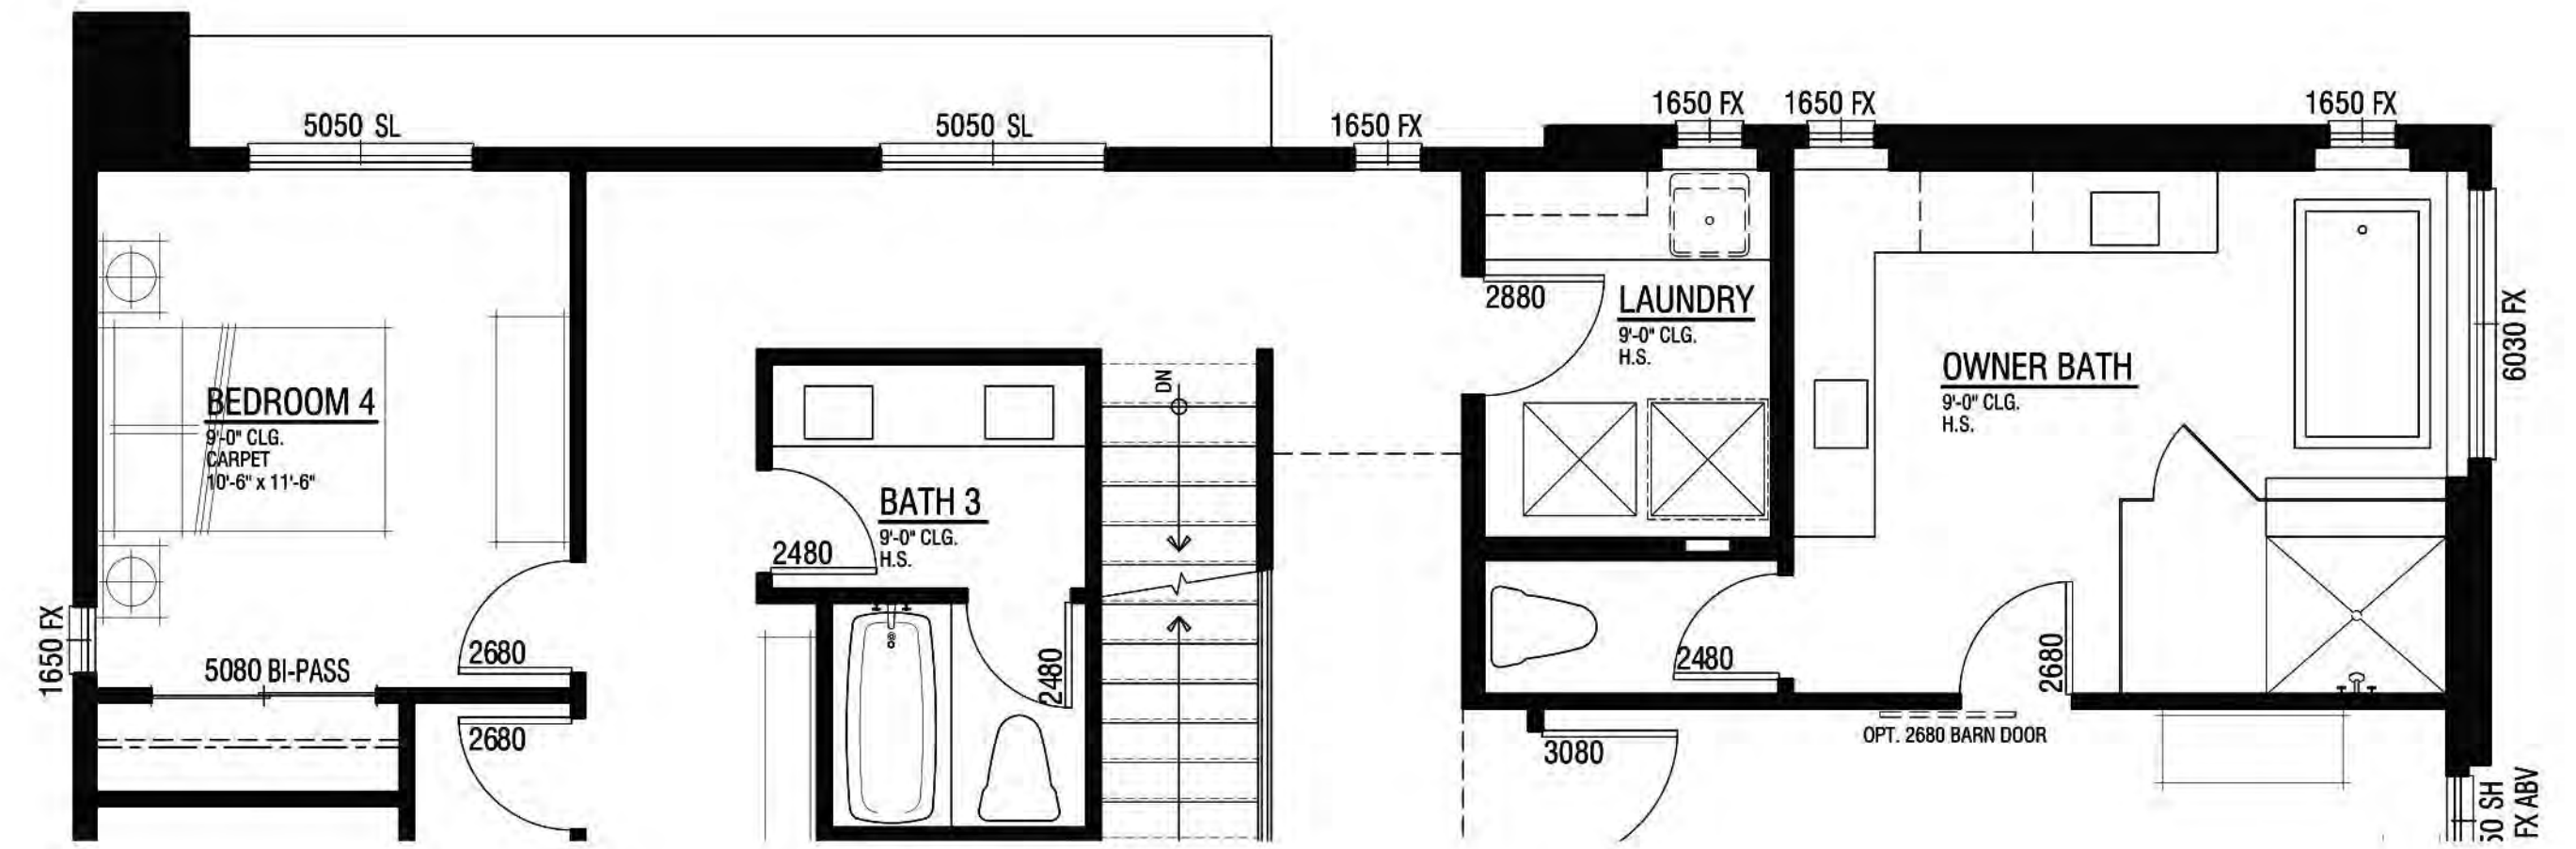 1650 FX
1650 FX
1650 FX
5050 SL
5050 SL
1650 FX
2880
LAUNDRY
9'-0" CLG.
H.S.
6030 FX
OWNER BATH
9'-0" CLG.
H.S.
BEDROOM 4
9'-0" CLG.
CARPET
10'-6" x 11'-6"
DN
BATH 3
9'-0" CLG.
H.S.
2480
1650 FX
2680
5080 BI-PASS
2480
2480
2680
2680
3080
OPT. 2680 BARN DOOR
50 SH
FX ABV